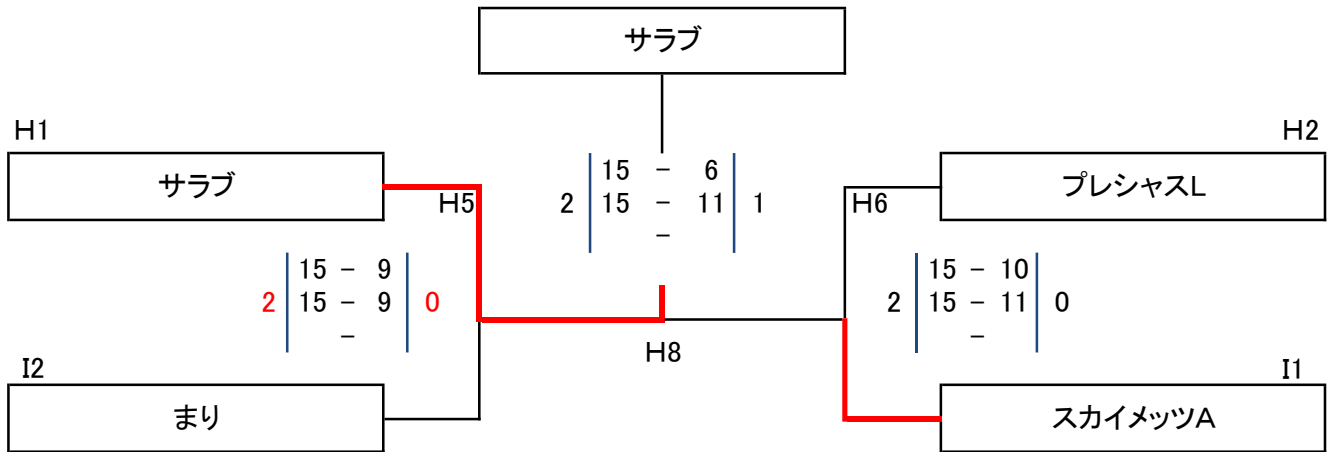 サラブ
H1
H2
サラブ
プレシャスL
H5
H6
15 - 6
2 15 - 11 1
-
15 - 9
2 15 - 9 0
-
15 - 10
2 15 - 11 0
-
H8
I2
I1
まり
スカイメッツA